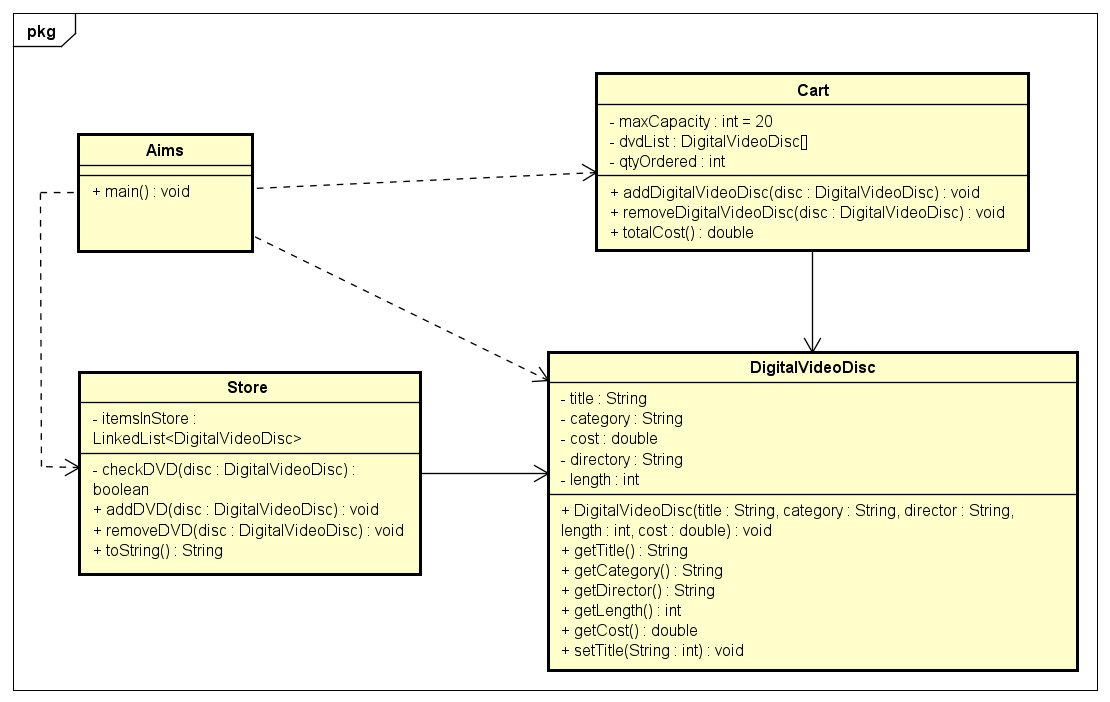 pkg
Aims
+ main() : void
Cart
- maxCapacity : int = 20
- dvdList : DigitalVideoDisc[]
- qtyOrdered : int
+ addDigitalVideoDisc(disc : DigitalVideoDisc) : void
+ removeDigitalVideoDisc(disc : DigitalVideoDisc) : void
+ totalCost() : double
Store
- itemsInStore :
LinkedList<DigitalVideoDisc>
- checkDVD(disc : DigitalVideoDisc) :
boolean
+ addDVD(disc : DigitalVideoDisc) : void
+ removeDVD(disc : DigitalVideoDisc) : void
+ toString() : String
DigitalVideoDisc
- title : String
- category : String
- cost : double
- directory : String
- length : int
+ DigitalVideoDisc(title : String, category : String, director : String,
length : int, cost : double) : void
+ getTitle() : String
+ getCategory() : String
+ getDirector() : String
+ getLength() : int
+ getCost() : double
+ setTitle(String : int) : void